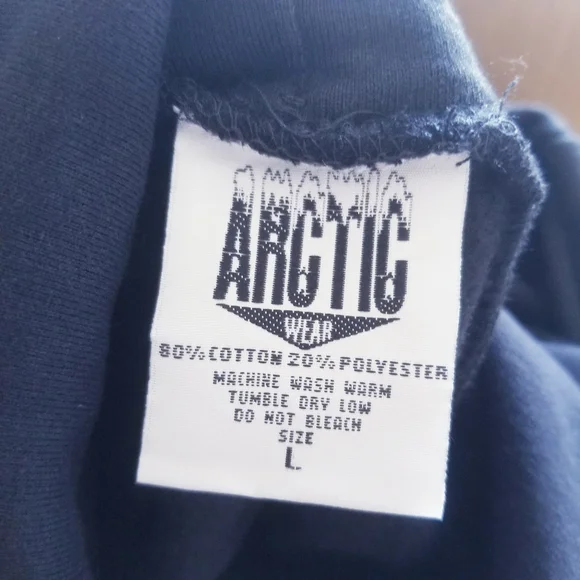 ARCTIC
WEAR
80% COTTON 20% POLYESTER
MACHINE WASH WARM
TUMBLE DRY LOW
DO NOT BLEACH
SIZE
L